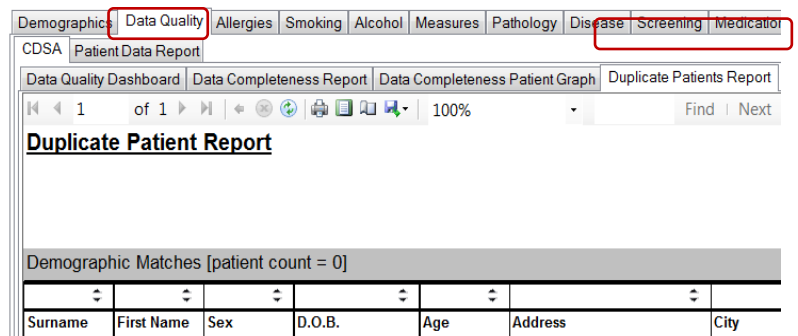 Demographics Data Quality Allergies Smoking Alcohol Measures Pathology Disease Screening Medication
CDSA Patient Data Report
Data Quality Dashboard Data Completeness Report Data Completeness Patient Graph Duplicate Patients Report
1 of 1 100% Find | Next
Duplicate Patient Report
Demographic Matches [patient count = 0]
Surname First Name Sex D.O.B. Age Address City